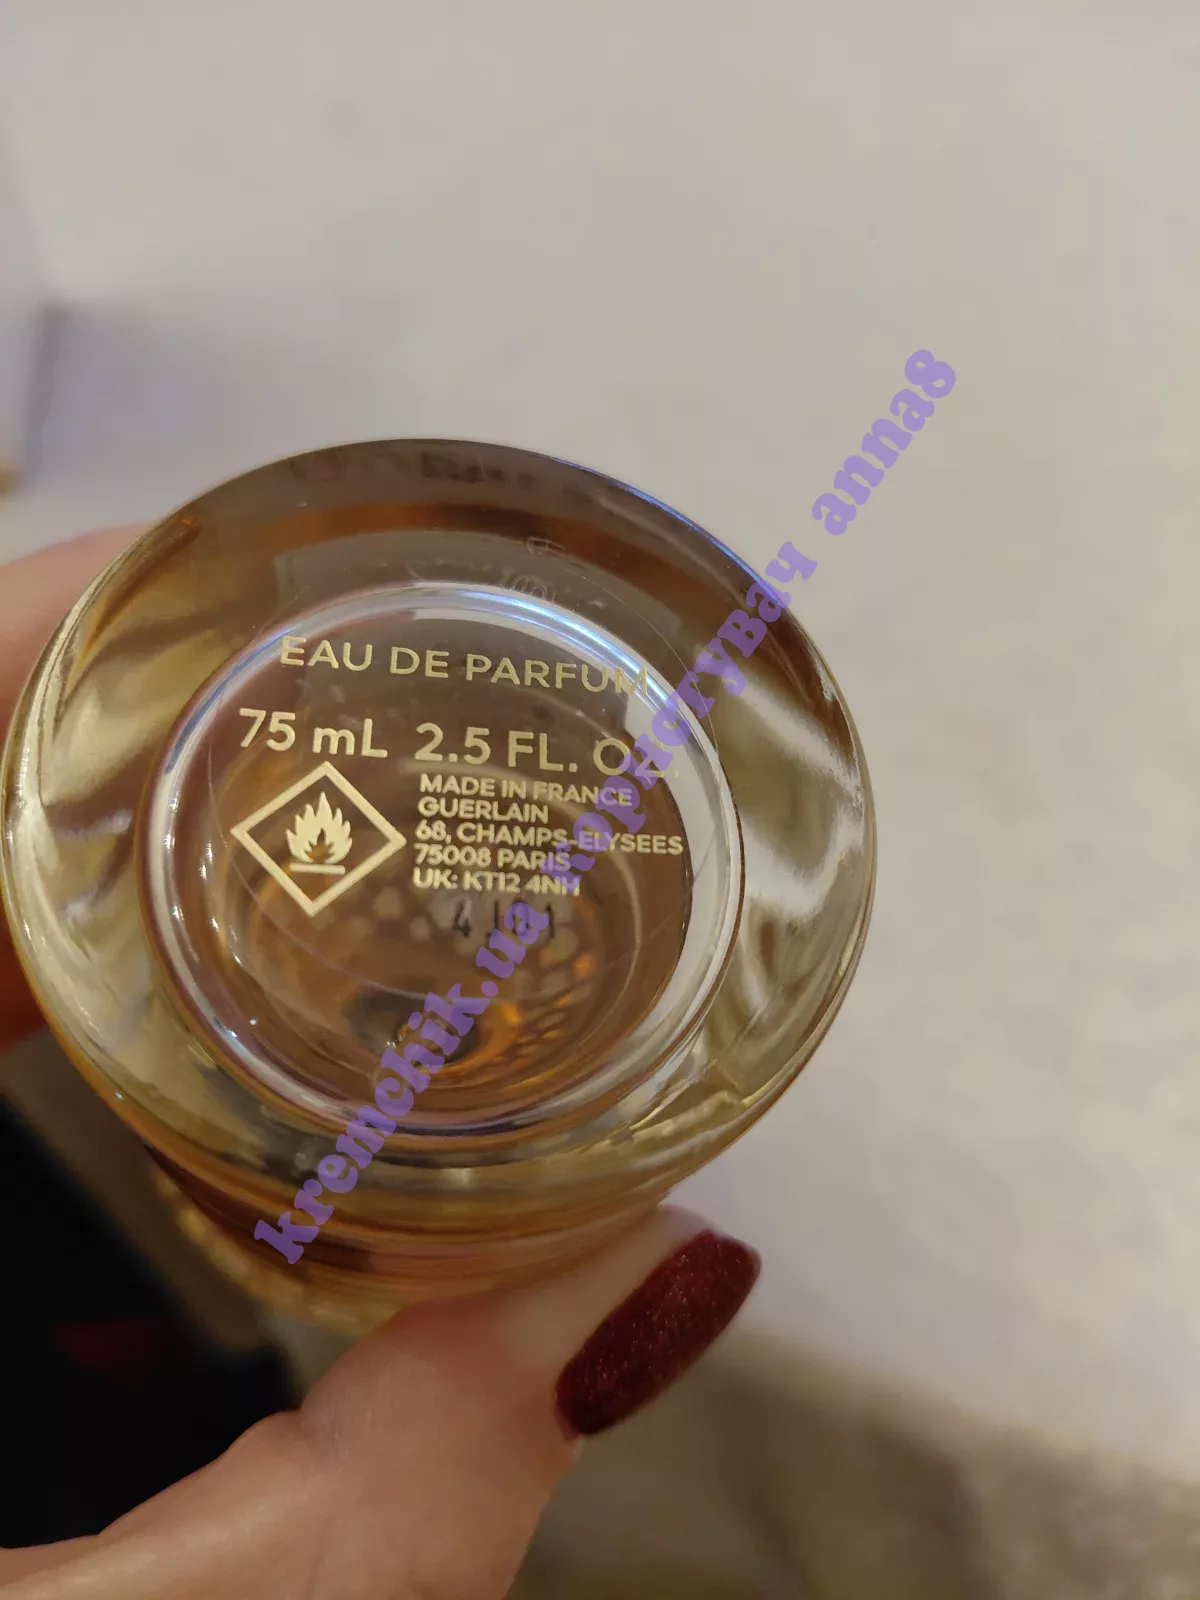 EAU DE PARFUM
75 mL 2.5 FL. OZ.
MADE IN FRANCE
GUERLAIN
68, CHAMPS-ELYSEES
75008 PARIS
UK: KT12 4NH
kremchik.ua користувач anna8